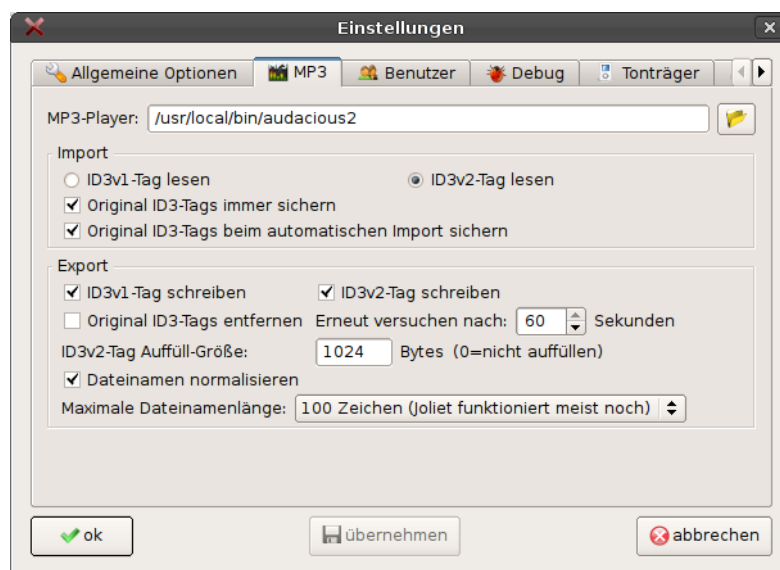 Einstellungen
Allgemeine Optionen MP3 Benutzer Debug Tonträger
MP3-Player: /usr/local/bin/audacious2
Import
ID3v1-Tag lesen ID3v2-Tag lesen
Original ID3-Tags immer sichern
Original ID3-Tags beim automatischen Import sichern
Export
ID3v1-Tag schreiben ID3v2-Tag schreiben
Original ID3-Tags entfernen Erneut versuchen nach: 60 Sekunden
ID3v2-Tag Auffüll-Größe: 1024 Bytes (0=nicht auffüllen)
Dateinamen normalisieren
Maximale Dateinamenlänge: 100 Zeichen (Joliet funktioniert meist noch)
ok übernehmen abbrechen